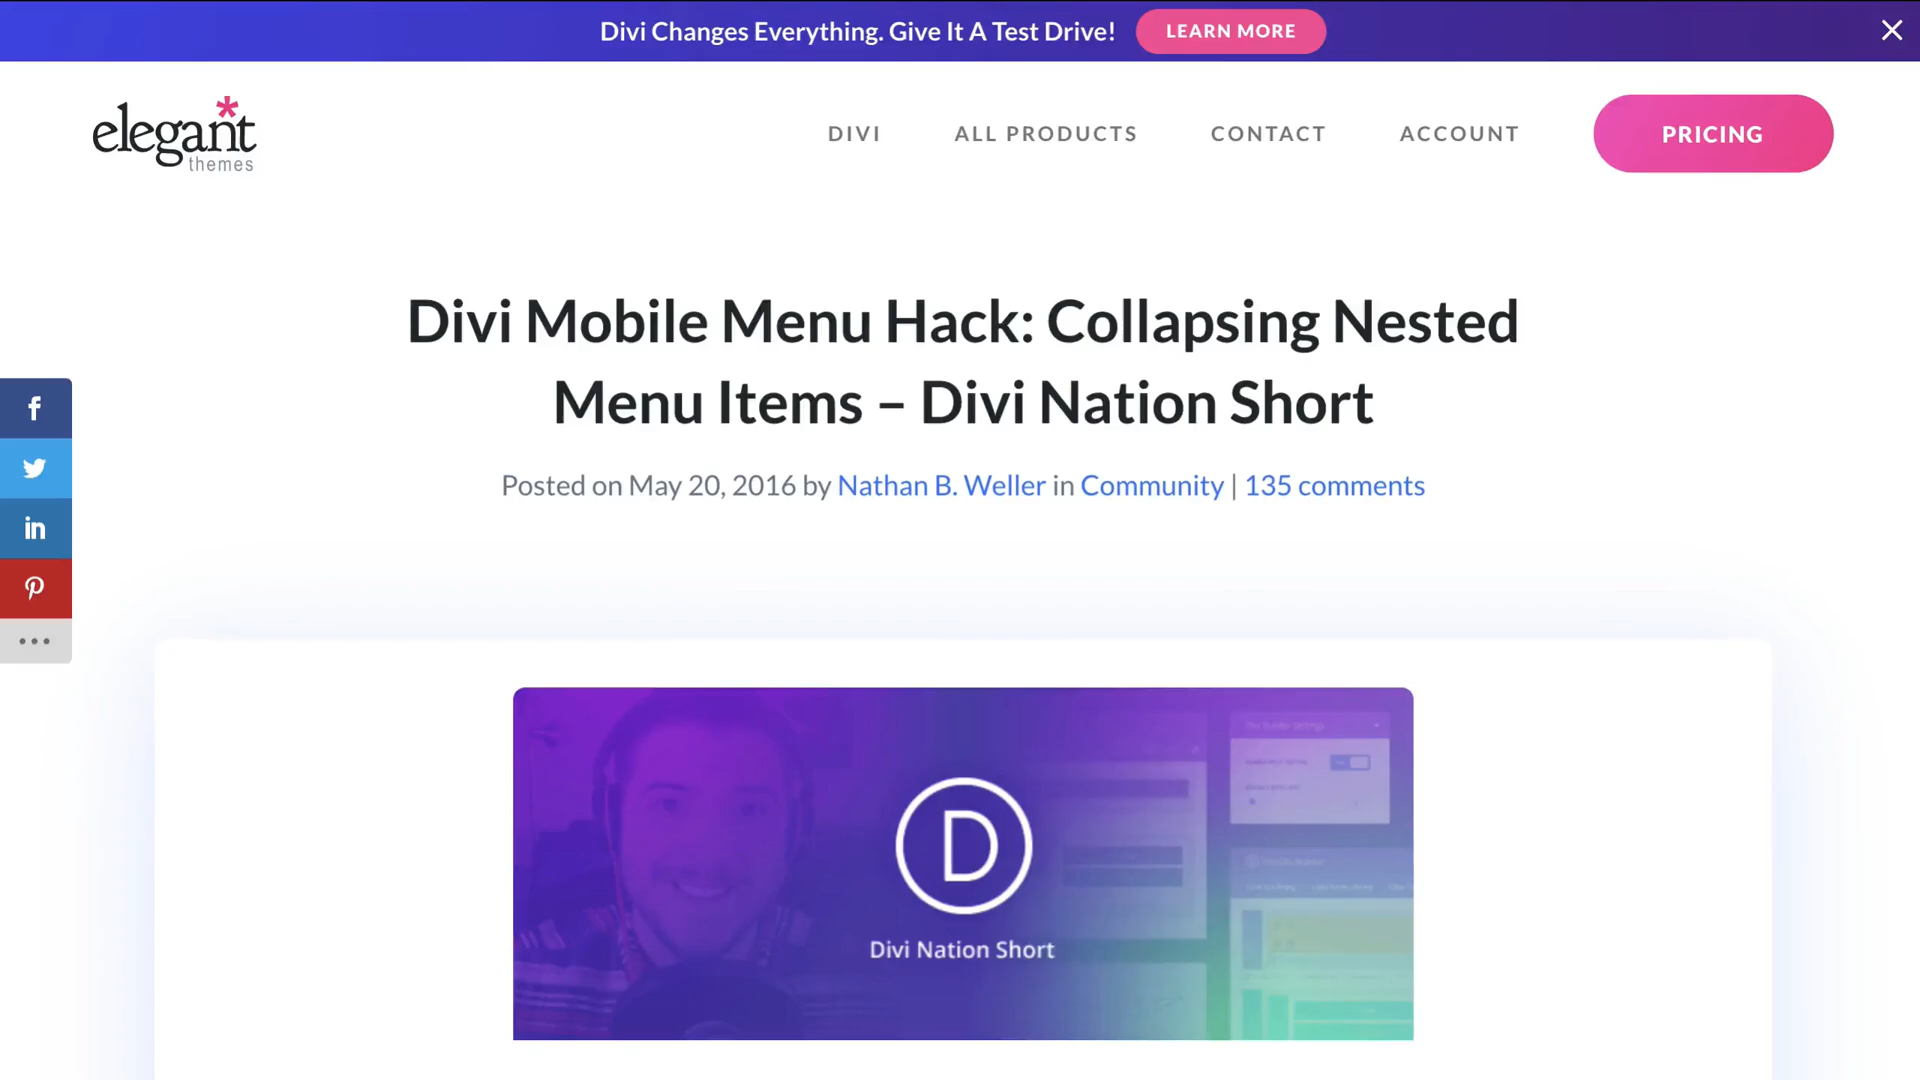 Divi Changes Everything. Give It A Test Drive! LEARN MORE
elegant themes
DIVI ALL PRODUCTS CONTACT ACCOUNT PRICING
Divi Mobile Menu Hack: Collapsing Nested
Menu Items – Divi Nation Short
Posted on May 20, 2016 by Nathan B. Weller in Community | 135 comments
D
Divi Nation Short